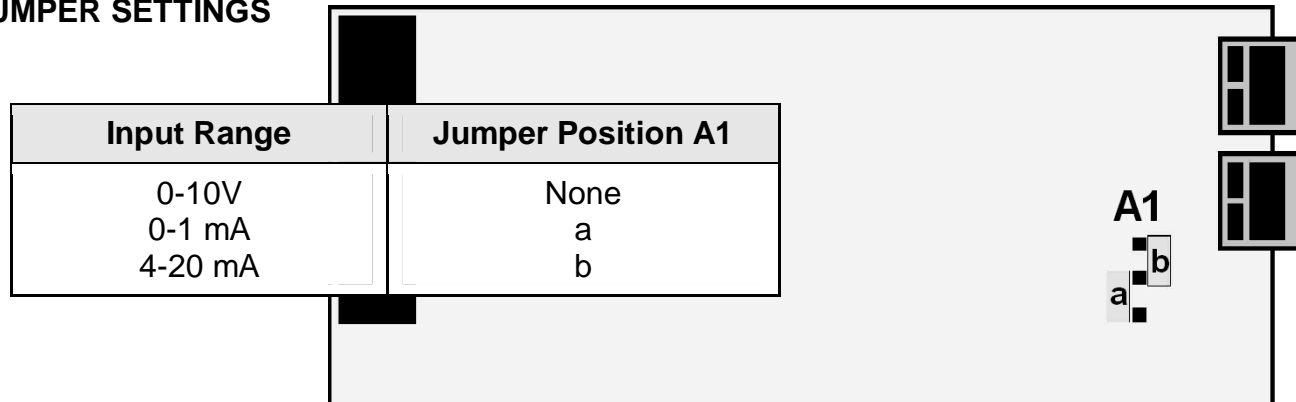 JUMPER SETTINGS
Input Range Jumper Position A1
0-10V None
0-1 mA a
4-20 mA b
A1
b
a